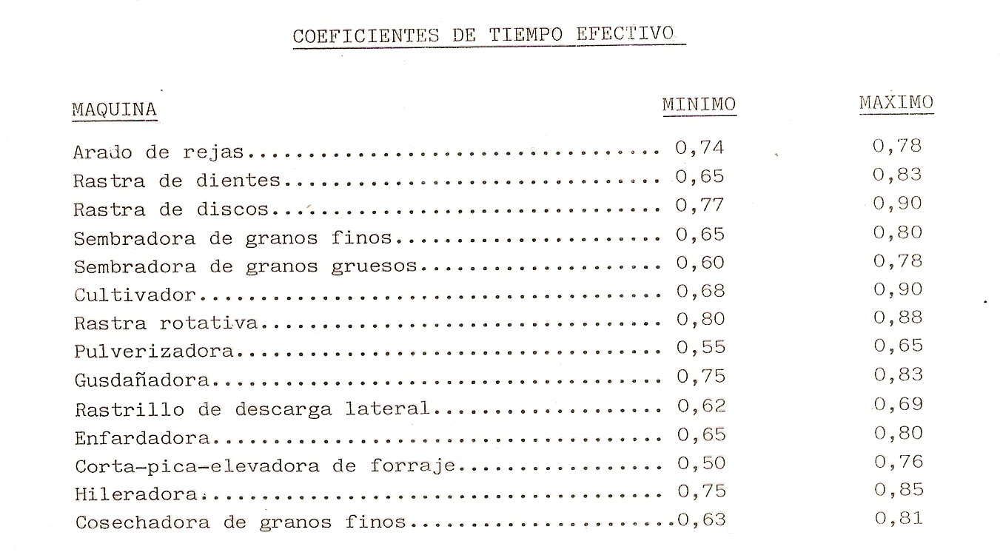 COEFICIENTES DE TIEMPO EFECTIVO
MAQUINA MINIMO MAXIMO
Arado de rejas.................................. 0,74 0,78
Rastra de dientes............................... 0,65 0,83
Rastra de discos................................ 0,77 0,90
Sembradora de granos finos...................... 0,65 0,80
Sembradora de granos gruesos.................... 0,60 0,78
Cultivador...................................... 0,68 0,90
Rastra rotativa................................. 0,80 0,88
Pulverizadora................................... 0,55 0,65
Gusdañadora..................................... 0,75 0,83
Rastrillo de descarga lateral................... 0,62 0,69
Enfardadora..................................... 0,65 0,80
Corta-pica-elevadora de forraje................. 0,50 0,76
Hileradora...................................... 0,75 0,85
Cosechadora de granos finos......................0,63 0,81